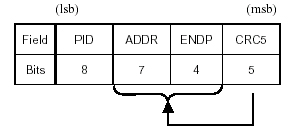 (lsb) (msb)
Field PID ADDR ENDP CRC5
Bits 8 7 4 5